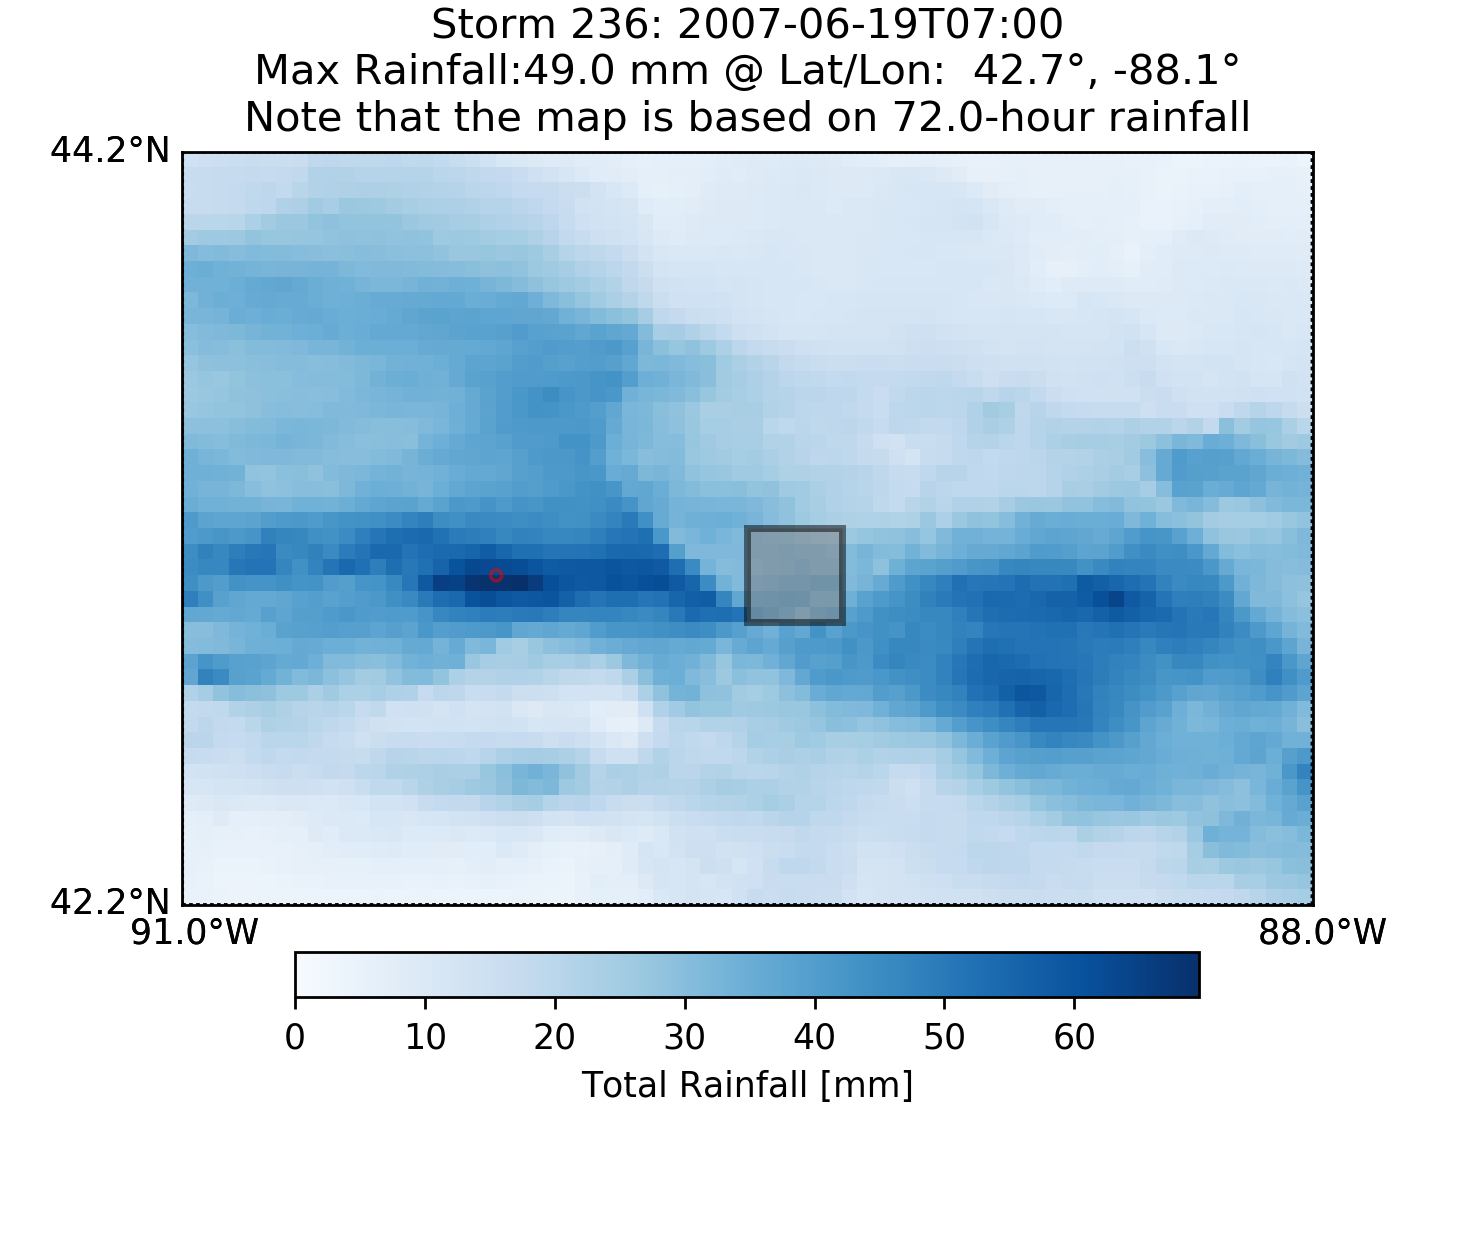 Storm 236: 2007-06-19T07:00
Max Rainfall:49.0 mm @ Lat/Lon:  42.7°, -88.1°
Note that the map is based on 72.0-hour rainfall
44.2°N
42.2°N
91.0°W
88.0°W
0 10 20 30 40 50 60
Total Rainfall [mm]